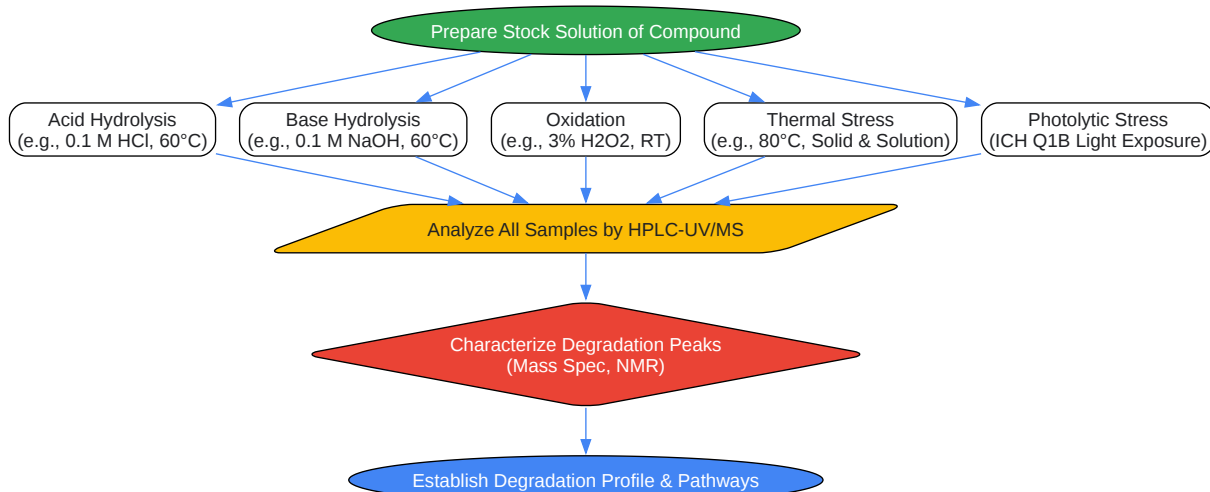 Prepare Stock Solution of Compound
Acid Hydrolysis
(e.g., 0.1 M HCl, 60°C)
Base Hydrolysis
(e.g., 0.1 M NaOH, 60°C)
Oxidation
(e.g., 3% H2O2, RT)
Thermal Stress
(e.g., 80°C, Solid & Solution)
Photolytic Stress
(ICH Q1B Light Exposure)
Analyze All Samples by HPLC-UV/MS
Characterize Degradation Peaks
(Mass Spec, NMR)
Establish Degradation Profile & Pathways